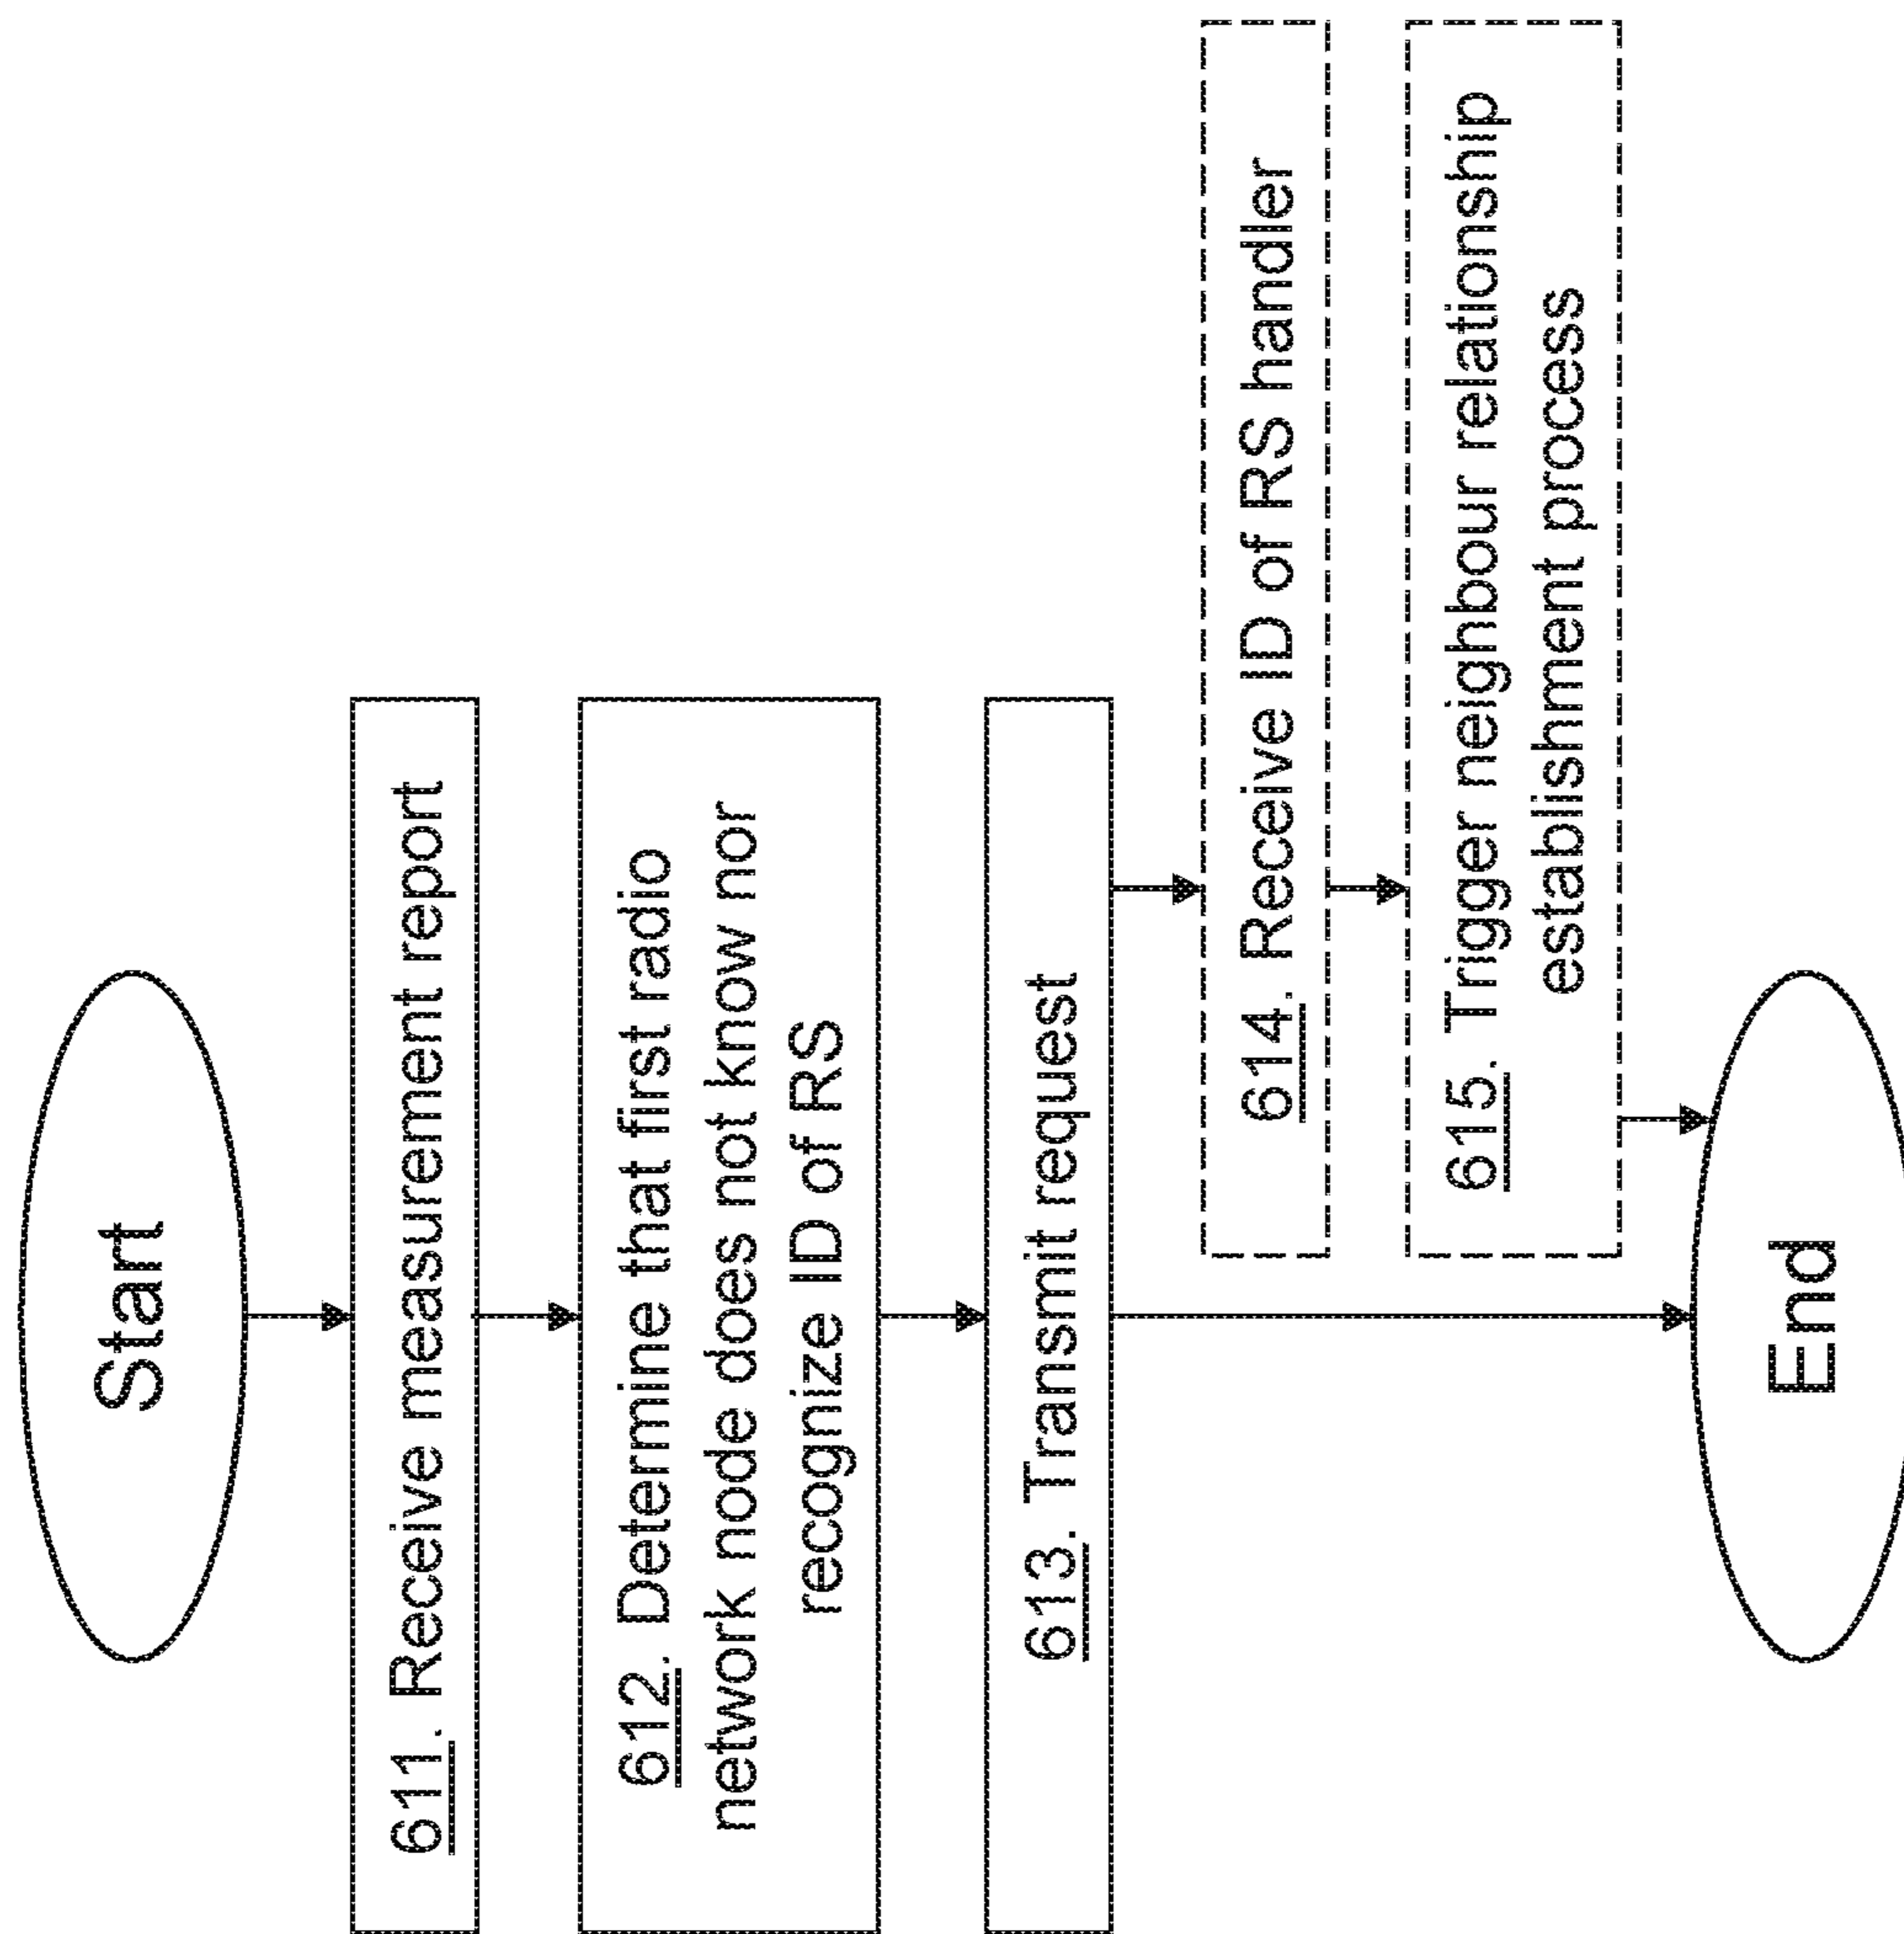 Start
611. Receive measurement report
612. Determine that first radio
network node does not know nor
recognize ID of RS
613. Transmit request
614. Receive ID of RS handler
615. Trigger neighbour relationship
establishment process
End